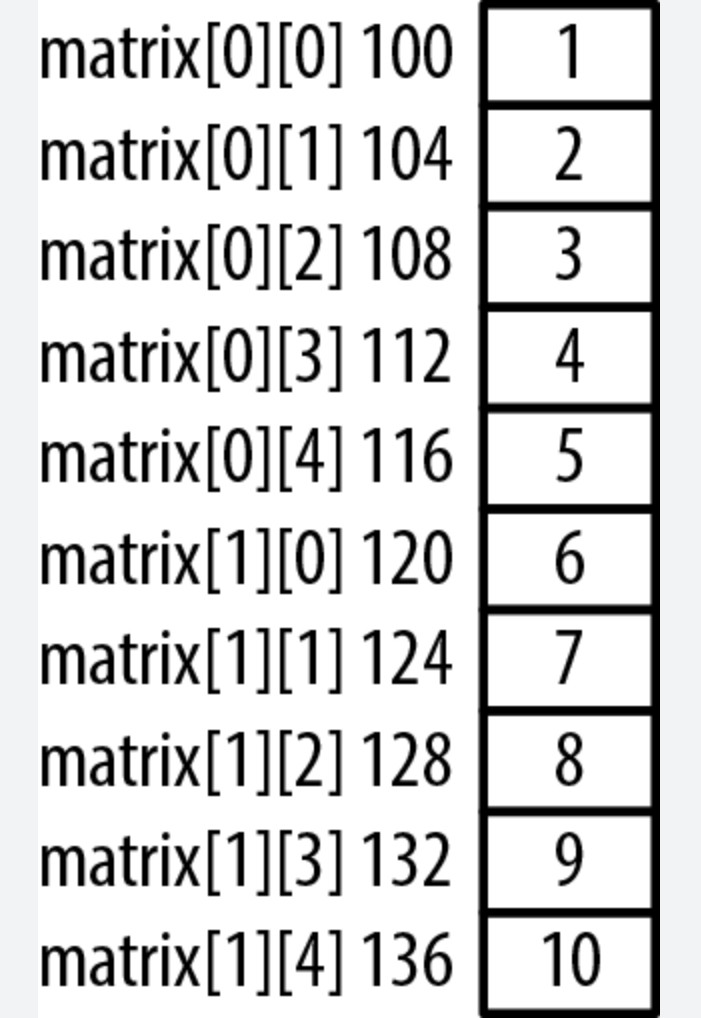 matrix[0][0] 100 1
matrix[0][1] 104 2
matrix[0][2] 108 3
matrix[0][3] 112 4
matrix[0][4] 116 5
matrix[1][0] 120 6
matrix[1][1] 124 7
matrix[1][2] 128 8
matrix[1][3] 132 9
matrix[1][4] 136 10